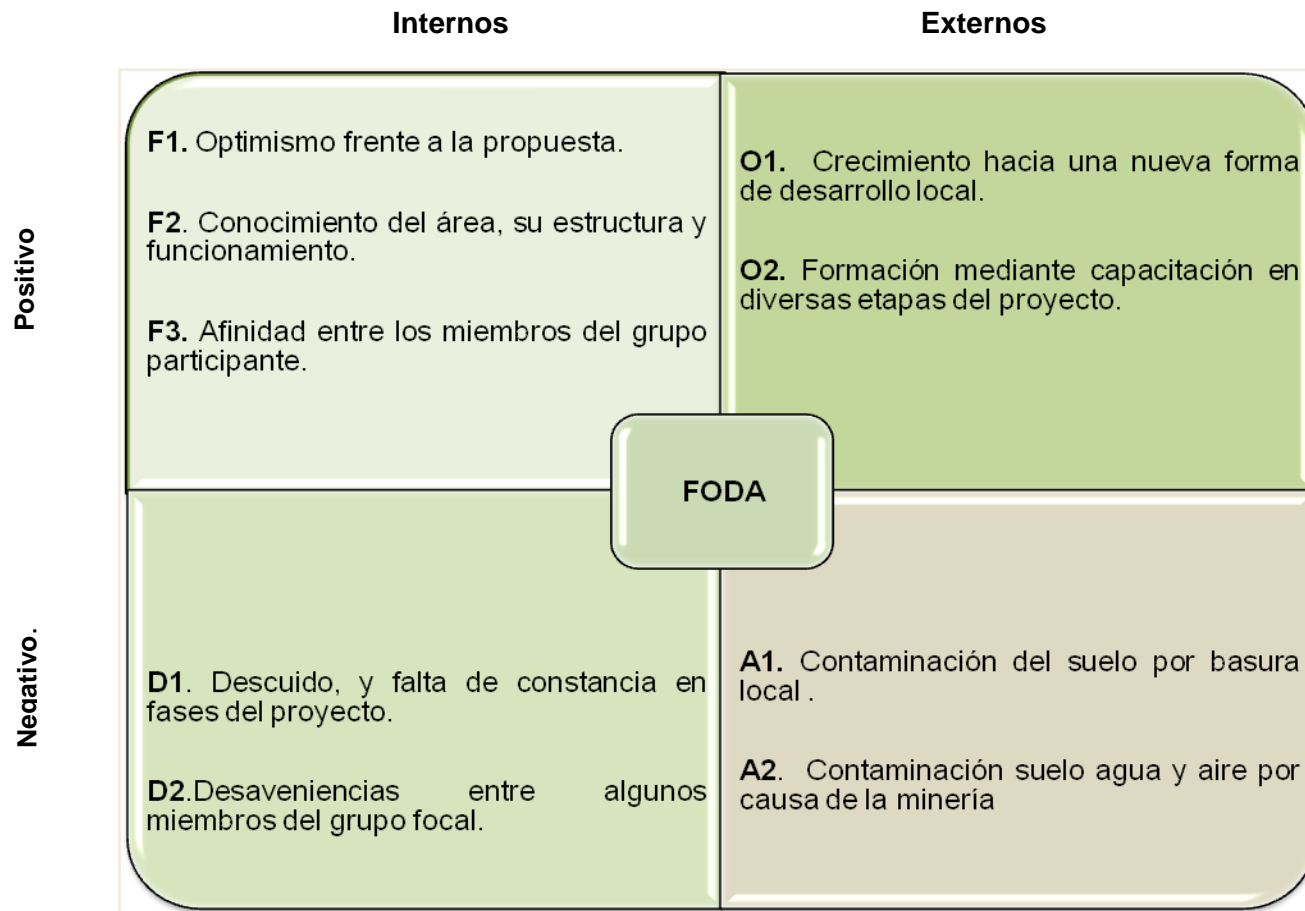 Internos
Externos
Positivo
F1. Optimismo frente a la propuesta.
F2. Conocimiento del área, su estructura y
funcionamiento.
F3. Afinidad entre los miembros del grupo
participante.
O1. Crecimiento hacia una nueva forma
de desarrollo local.
O2. Formación mediante capacitación en
diversas etapas del proyecto.
FODA
Negativo.
D1. Descuido, y falta de constancia en
fases del proyecto.
D2.Desaveniencias entre algunos
miembros del grupo focal.
A1. Contaminación del suelo por basura
local .
A2. Contaminación suelo agua y aire por
causa de la minería